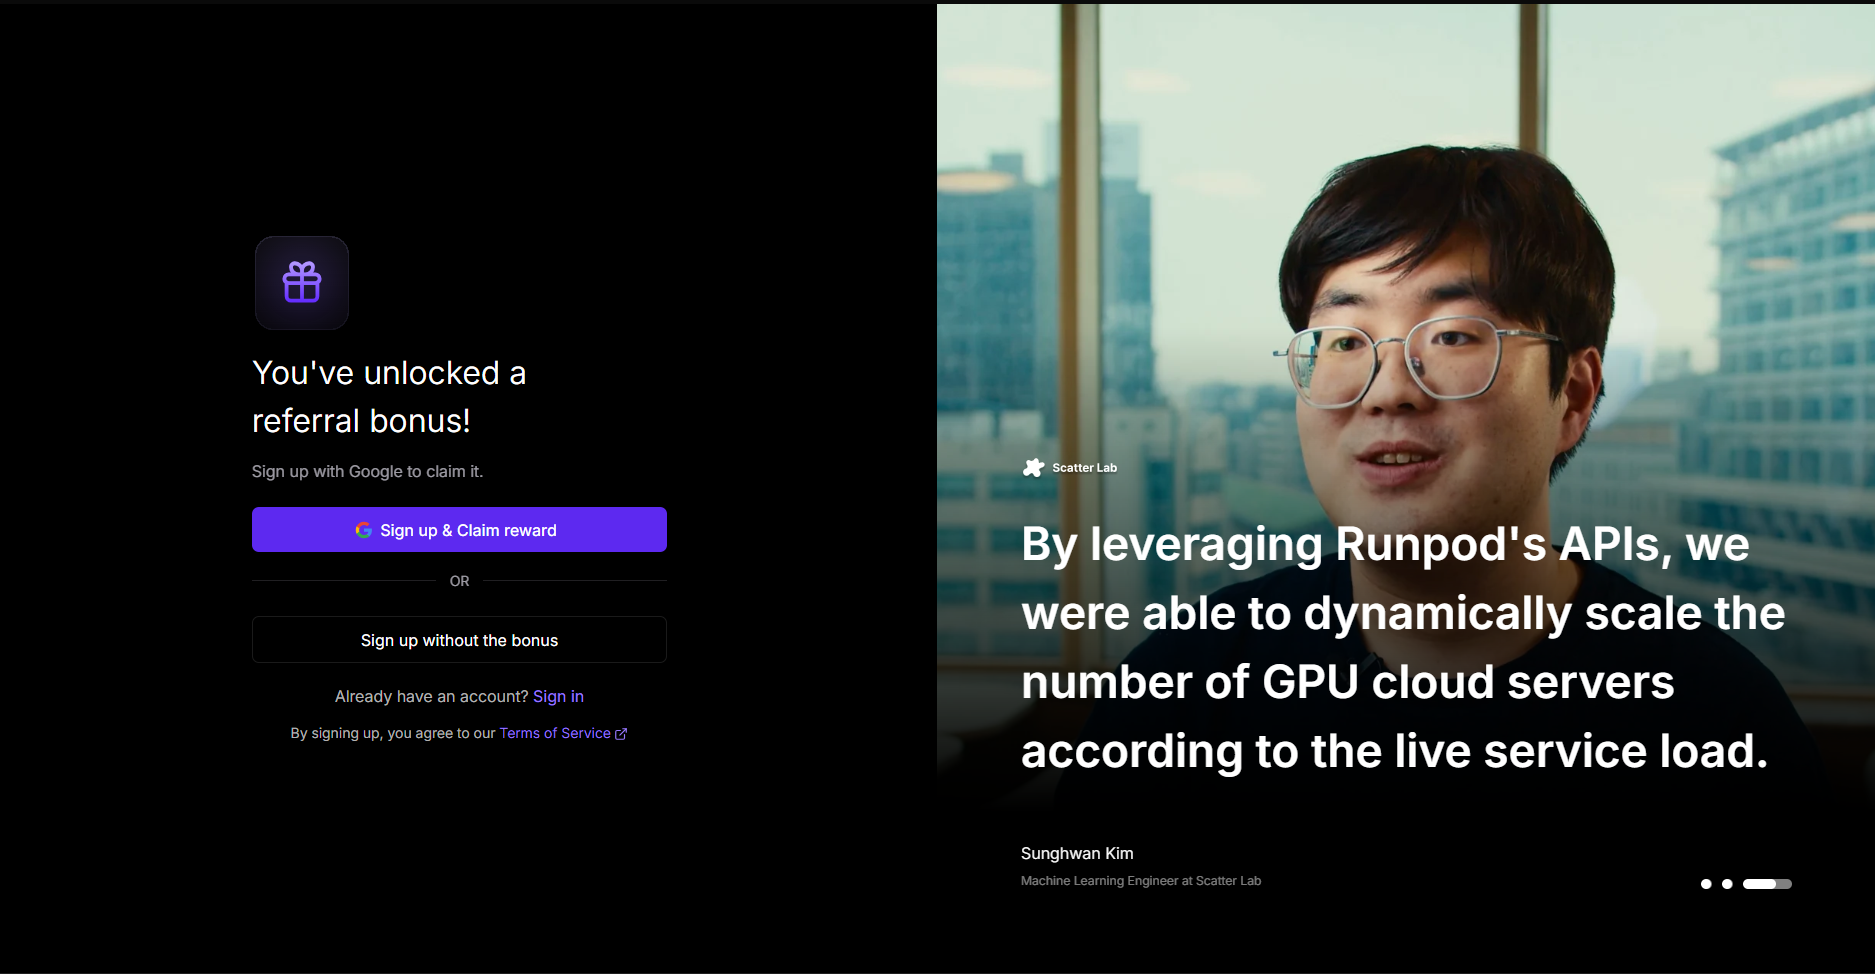 You've unlocked a
referral bonus!
Sign up with Google to claim it.
Sign up & Claim reward
OR
Sign up without the bonus
Already have an account? Sign in
By signing up, you agree to our Terms of Service
Scatter Lab
By leveraging Runpod's APIs, we
were able to dynamically scale the
number of GPU cloud servers
according to the live service load.
Sunghwan Kim
Machine Learning Engineer at Scatter Lab